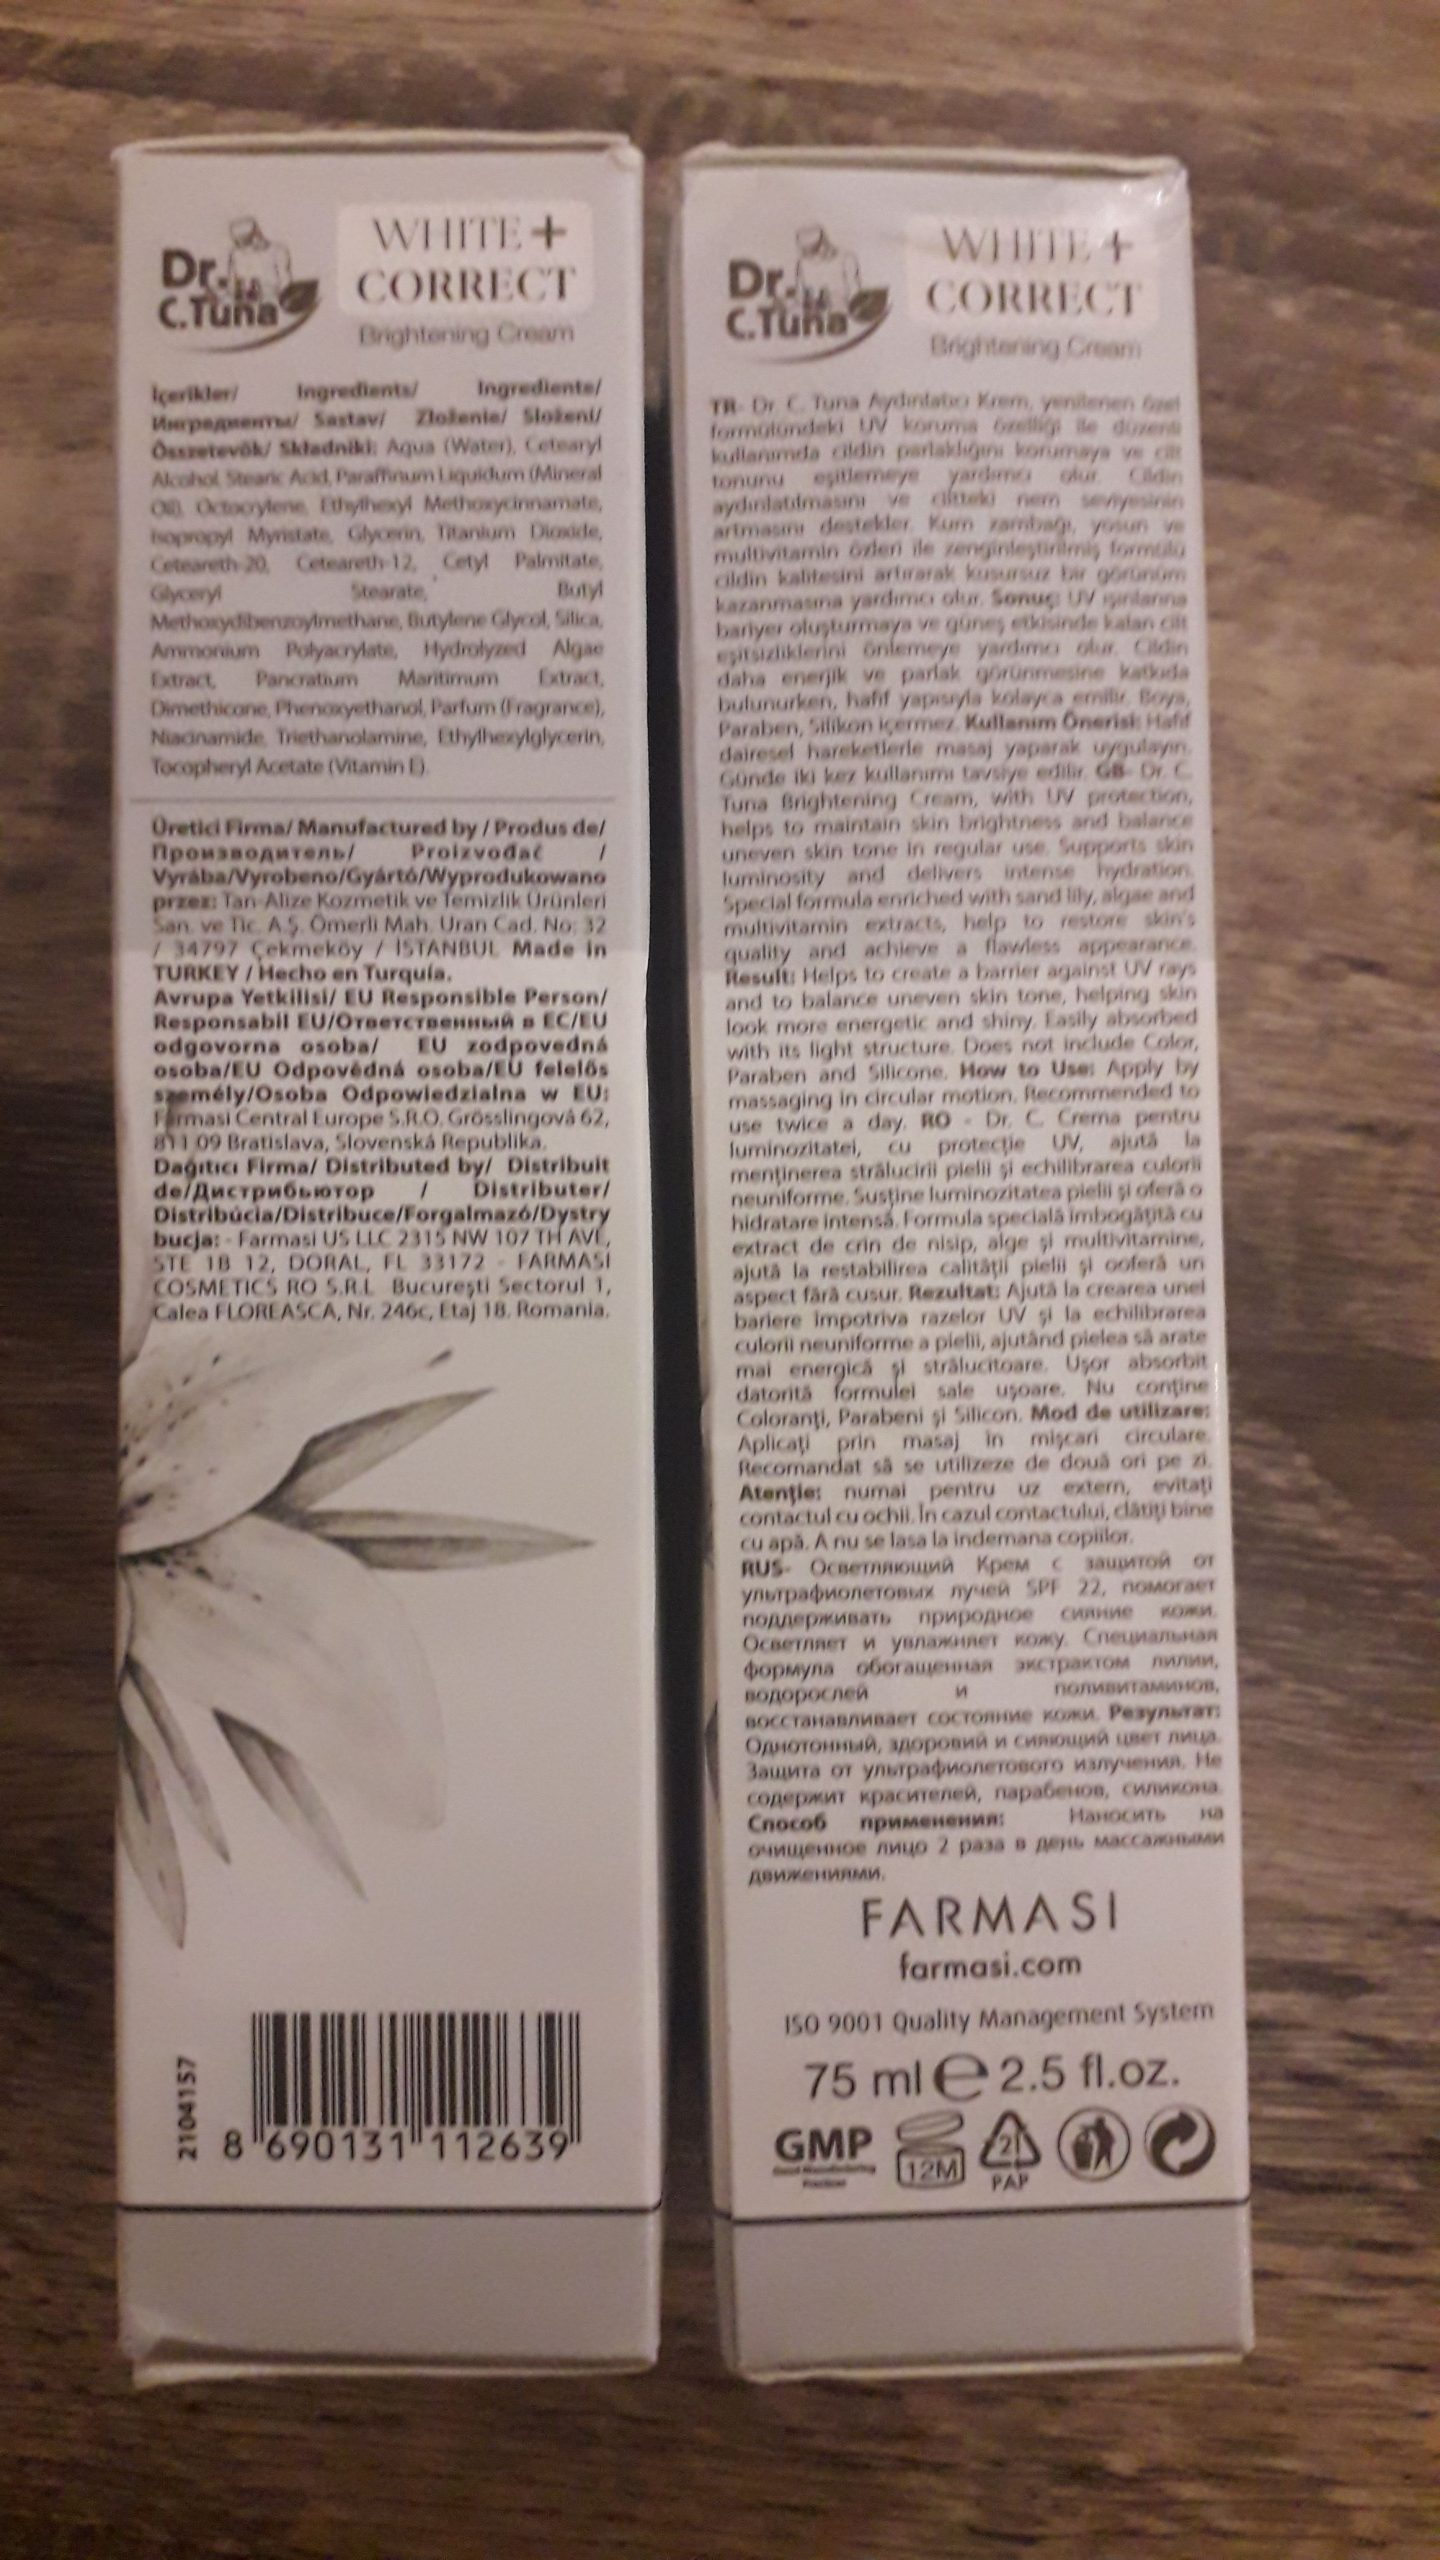 Dr.
C.Tuna
WHITE +
CORRECT
Brightening Cream
İçerikler/ Ingredients/ Ingrediente/
Ингредиенты/ Sastav/ Zloženie/ Složení/
Összetevők/ Składniki: Aqua (Water), Cetearyl
Alcohol, Stearic Acid, Paraffinum Liquidum (Mineral
Oil), Octocrylene, Ethylhexyl Methoxycinnamate,
Isopropyl Myristate, Glycerin, Titanium Dioxide,
Ceteareth-20, Ceteareth-12, Cetyl Palmitate,
Glyceryl Stearate, Butyl
Methoxydibenzoylmethane, Butylene Glycol, Silica,
Ammonium Polyacrylate, Hydrolyzed Algae
Extract, Pancratium Maritimum Extract,
Dimethicone, Phenoxyethanol, Parfum (Fragrance),
Niacinamide, Triethanolamine, Ethylhexylglycerin,
Tocopheryl Acetate (Vitamin E).
Üretici Firma/ Manufactured by / Produs de/
Производитель/ Proizvođač /
Vyrába/Vyrobeno/Gyártó/Wyprodukowano
przez: Tan-Alize Kozmetik ve Temizlik Ürünleri
San. ve Tic. A.Ş. Ömerli Mah. Uran Cad. No: 32
/ 34797 Çekmeköy / İSTANBUL Made in
TURKEY / Hecho en Turquía.
Avrupa Yetkilisi/ EU Responsible Person/
Responsabil EU/Ответственный в EC/EU
odgovorna osoba/ EU zodpovedná
osoba/EU Odpovědná osoba/EU felelős
személy/Osoba Odpowiedzialna w EU:
Farmasi Central Europe S.R.O. Grösslingová 62,
811 09 Bratislava, Slovenská Republika.
Dağıtıcı Firma/ Distributed by/ Distribuit
de/Дистрибьютор / Distributer/
Distribúcia/Distribuce/Forgalmazó/Dystry
bucja: - Farmasi US LLC 2315 NW 107 TH AVE,
STE 1B 12, DORAL, FL 33172 - FARMASI
COSMETICS RO S.R.L București Sectorul 1,
Calea FLOREASCA, Nr. 246c, Etaj 18. Romania.
2104157
8 690131 112639
Dr.
C.Tuna
WHITE +
CORRECT
Brightening Cream
TR- Dr. C. Tuna Aydınlatıcı Krem, yenilenen özel
formülündeki UV koruma özelliği ile düzenli
kullanımda cildin parlaklığını korumaya ve cilt
tonunu eşitlemeye yardımcı olur. Cildin
aydınlatılmasını ve ciltteki nem seviyesinin
artmasını destekler. Kum zambağı, yosun ve
multivitamin özleri ile zenginleştirilmiş formülü
cildin kalitesini artırarak kusursuz bir görünüm
kazanmasına yardımcı olur. Sonuç: UV ışınlarına
bariyer oluşturmaya ve güneş etkisinde kalan cilt
eşitsizliklerini önlemeye yardımcı olur. Cildin
daha enerjik ve parlak görünmesine katkıda
bulunurken, hafif yapısıyla kolayca emilir. Boya,
Paraben, Silikon içermez. Kullanım Önerisi: Hafif
dairesel hareketlerle masaj yaparak uygulayın.
Günde iki kez kullanımı tavsiye edilir. GB- Dr. C.
Tuna Brightening Cream, with UV protection,
helps to maintain skin brightness and balance
uneven skin tone in regular use. Supports skin
luminosity and delivers intense hydration.
Special formula enriched with sand lily, algae and
multivitamin extracts, help to restore skin's
quality and achieve a flawless appearance.
Result: Helps to create a barrier against UV rays
and to balance uneven skin tone, helping skin
look more energetic and shiny. Easily absorbed
with its light structure. Does not include Color,
Paraben and Silicone. How to Use: Apply by
massaging in circular motion. Recommended to
use twice a day. RO - Dr. C. Crema pentru
luminozitatei, cu protecție UV, ajută la
menținerea strălucirii pielii și echilibrarea culorii
neuniforme. Susține luminozitatea pielii și oferă o
hidratare intensă. Formula specială îmbogățită cu
extract de crin de nisip, alge și multivitamine,
ajută la restabilirea calității pielii și ooferă un
aspect fără cusur. Rezultat: Ajută la crearea unei
bariere împotriva razelor UV și la echilibrarea
culorii neuniforme a pielii, ajutând pielea să arate
mai energică și strălucitoare. Ușor absorbit
datorită formulei sale ușoare. Nu conține
Coloranți, Parabeni și Silicon. Mod de utilizare:
Aplicați prin masaj în mișcari circulare.
Recomandat să se utilizeze de două ori pe zi.
Atenție: numai pentru uz extern, evitați
contactul cu ochii. În cazul contactului, clătiți bine
cu apă. A nu se lasa la indemana copiilor.
RUS- Осветляющий Крем с защитой от
ультрафиолетовых лучей SPF 22, помогает
поддерживать природное сияние кожи.
Осветляет и увлажняет кожу. Специальная
формула обогащенная экстрактом лилии,
водорослей и поливитаминов,
восстанавливает состояние кожи. Результат:
Однотонный, здоровий и сияющий цвет лица.
Защита от ультрафиолетового излучения. Не
содержит красителей, парабенов, силикона.
Способ применения: Наносить на
очищенное лицо 2 раза в день массажными
движениями.
FARMASI
farmasi.com
ISO 9001 Quality Management System
75 ml e 2.5 fl.oz.
GMP
12M
21
PAP